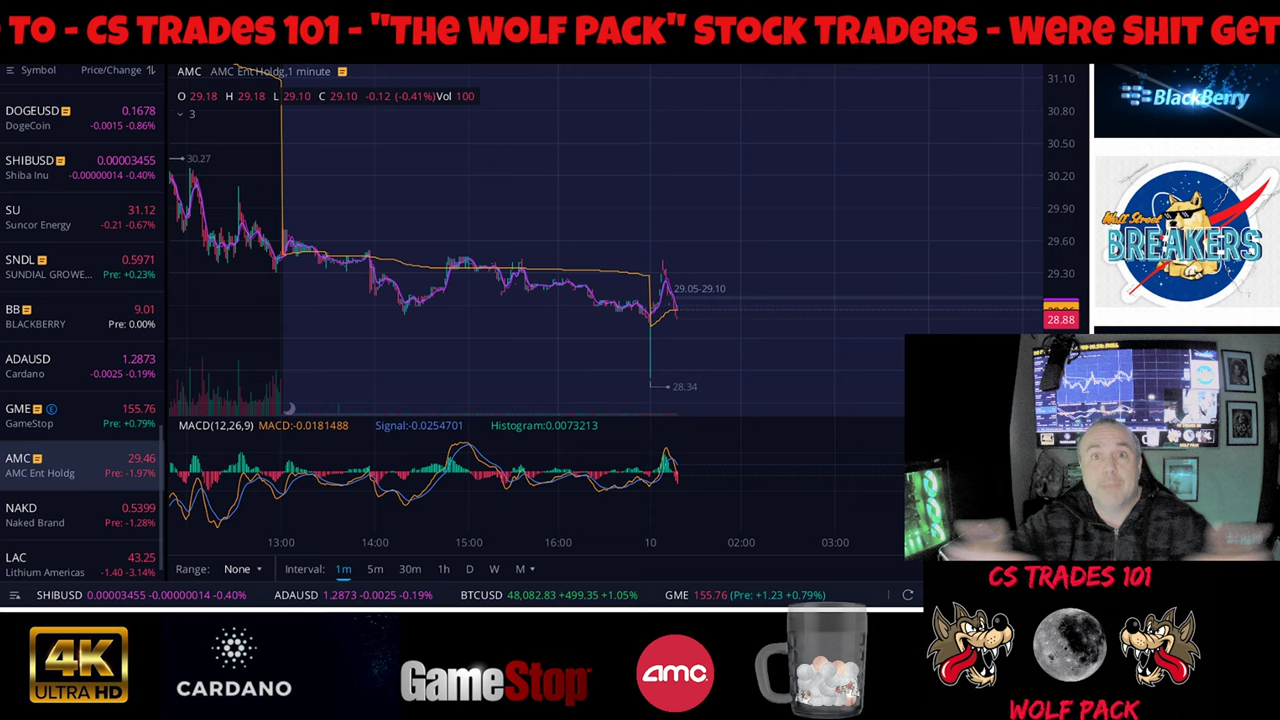 TO - CS TRADES 101 - "THE WOLF PACK" STOCK TRADERS - WERE SHIT GET
Symbol Price/Change
DOGEUSD 0.1678
DogeCoin -0.0015 -0.86%
SHIBUSD 0.00003455
Shiba Inu -0.00000014 -0.40%
SU 31.12
Suncor Energy -0.21 -0.67%
SNDL 0.5971
SUNDIAL GROWE... Pre: +0.23%
BB 9.01
BLACKBERRY Pre: 0.00%
ADAUSD 1.2873
Cardano -0.0025 -0.19%
GME E 155.76
GameStop Pre: +0.79%
AMC 29.46
AMC Ent Holdg Pre: -1.97%
NAKD 0.5399
Naked Brand Pre: -1.28%
LAC 43.25
Lithium Americas -1.40 -3.14%
AMC AMC Ent Holdg,1 minute
O 29.18 H 29.18 L 29.10 C 29.10 -0.12 (-0.41%) Vol 100
3
30.27
29.05-29.10
28.34
31.10
30.80
30.50
30.20
29.90
29.60
29.30
28.88
MACD(12,26,9) MACD:-0.0181488 Signal:-0.0254701 Histogram:0.0073213
13:00 14:00 15:00 16:00 10 02:00 03:00
Range: None Interval: 1m 5m 30m 1h D W M
SHIBUSD 0.00003455 -0.00000014 -0.40% ADAUSD 1.2873 -0.0025 -0.19% BTCUSD 48,082.83 +499.35 +1.05% GME 155.76 (Pre: +1.23 +0.79%)
BlackBerry
Wall Street
BREAKERS
CS TRADES 101
WOLF PACK
4K
ULTRA HD
CARDANO
GameStop
amc